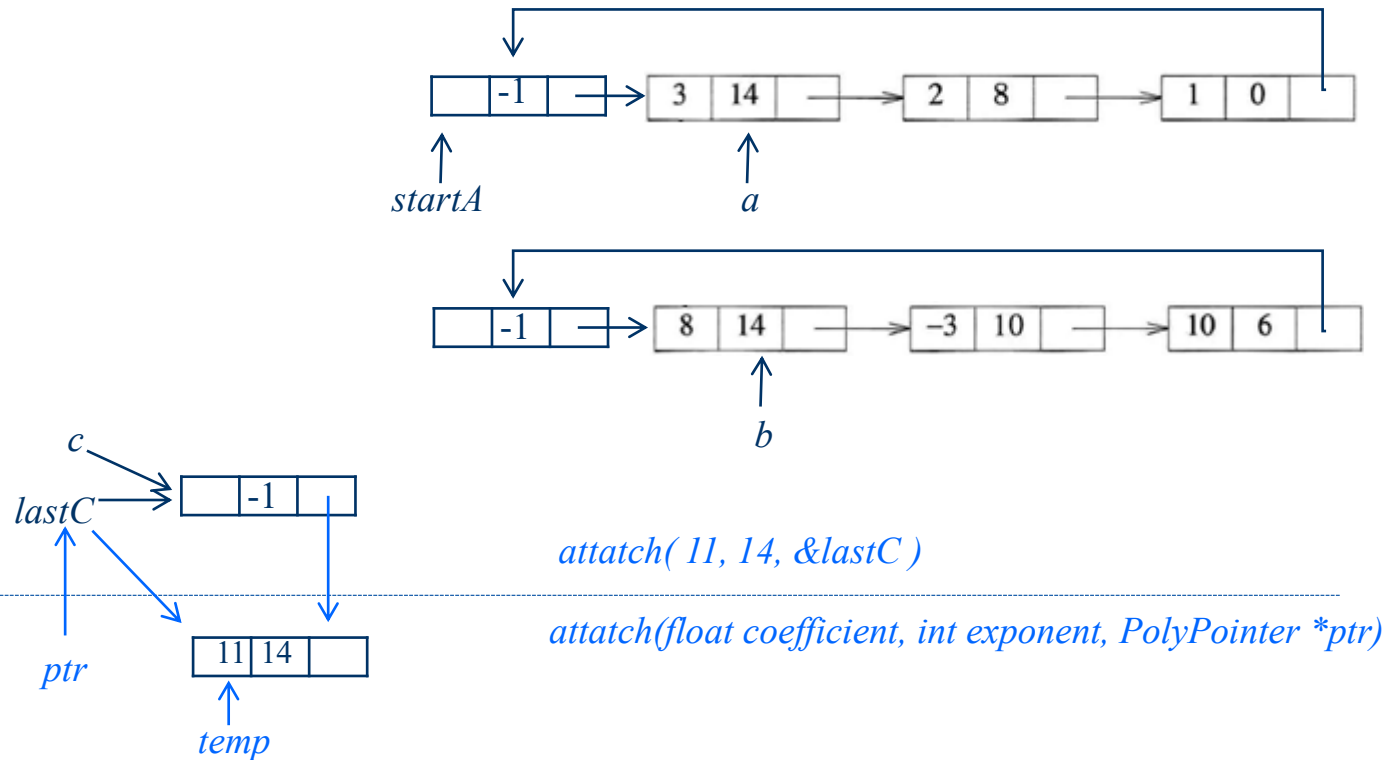 -1 3 14 2 8 1 0
startA a
-1 8 14 -3 10 10 6
b
c
lastC -1
attatch( 11, 14, &lastC )
attatch(float coefficient, int exponent, PolyPointer *ptr)
ptr 11 14
temp